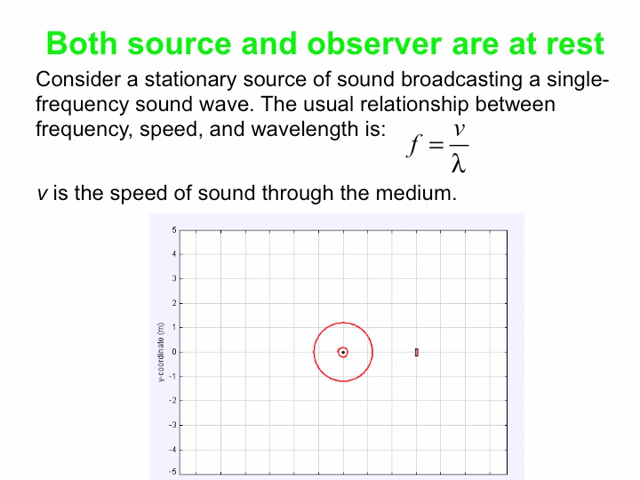 Both source and observer are at rest
Consider a stationary source of sound broadcasting a single-
frequency sound wave. The usual relationship between
frequency, speed, and wavelength is:
f = v/λ
v is the speed of sound through the medium.
5
4
3
2
1
0
-1
-2
-3
-4
-5
y-coordinate (m)